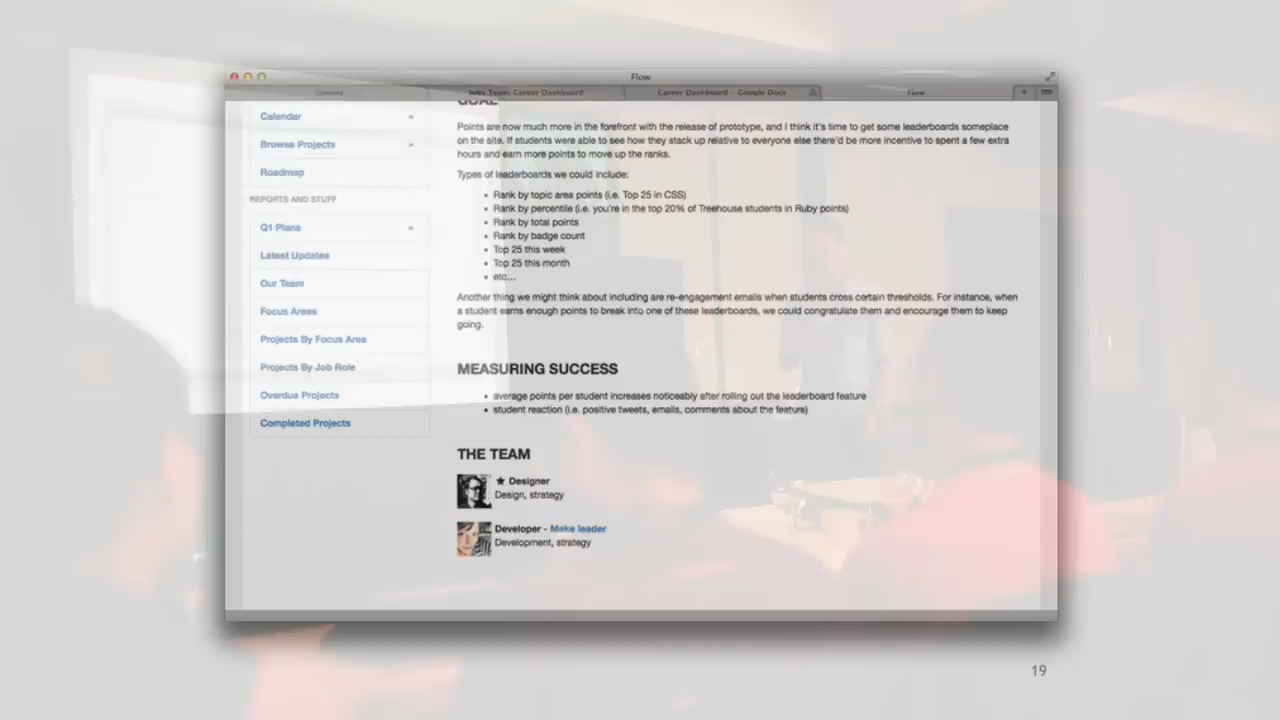 Flow
Jobs Team: Career Dashboard
Career Dashboard – Google Docs
Flow
+
Calendar »
Browse Projects »
Roadmap
REPORTS AND STUFF
Q1 Plans »
Latest Updates
Our Team
Focus Areas
Projects By Focus Area
Projects By Job Role
Overdue Projects
Completed Projects
GOAL
Points are now much more in the forefront with the release of prototype, and I think it's time to get some leaderboards someplace
on the site. If students were able to see how they stack up relative to everyone else there'd be more incentive to spent a few extra
hours and earn more points to move up the ranks.
Types of leaderboards we could include:
• Rank by topic area points (i.e. Top 25 in CSS)
• Rank by percentile (i.e. you're in the top 20% of Treehouse students in Ruby points)
• Rank by total points
• Rank by badge count
• Top 25 this week
• Top 25 this month
• etc...
Another thing we might think about including are re-engagement emails when students cross certain thresholds. For instance, when
a student earns enough points to break into one of these leaderboards, we could congratulate them and encourage them to keep
going.
MEASURING SUCCESS
• average points per student increases noticeably after rolling out the leaderboard feature
• student reaction (i.e. positive tweets, emails, comments about the feature)
THE TEAM
★ Designer
Design, strategy
Developer - Make leader
Development, strategy
19